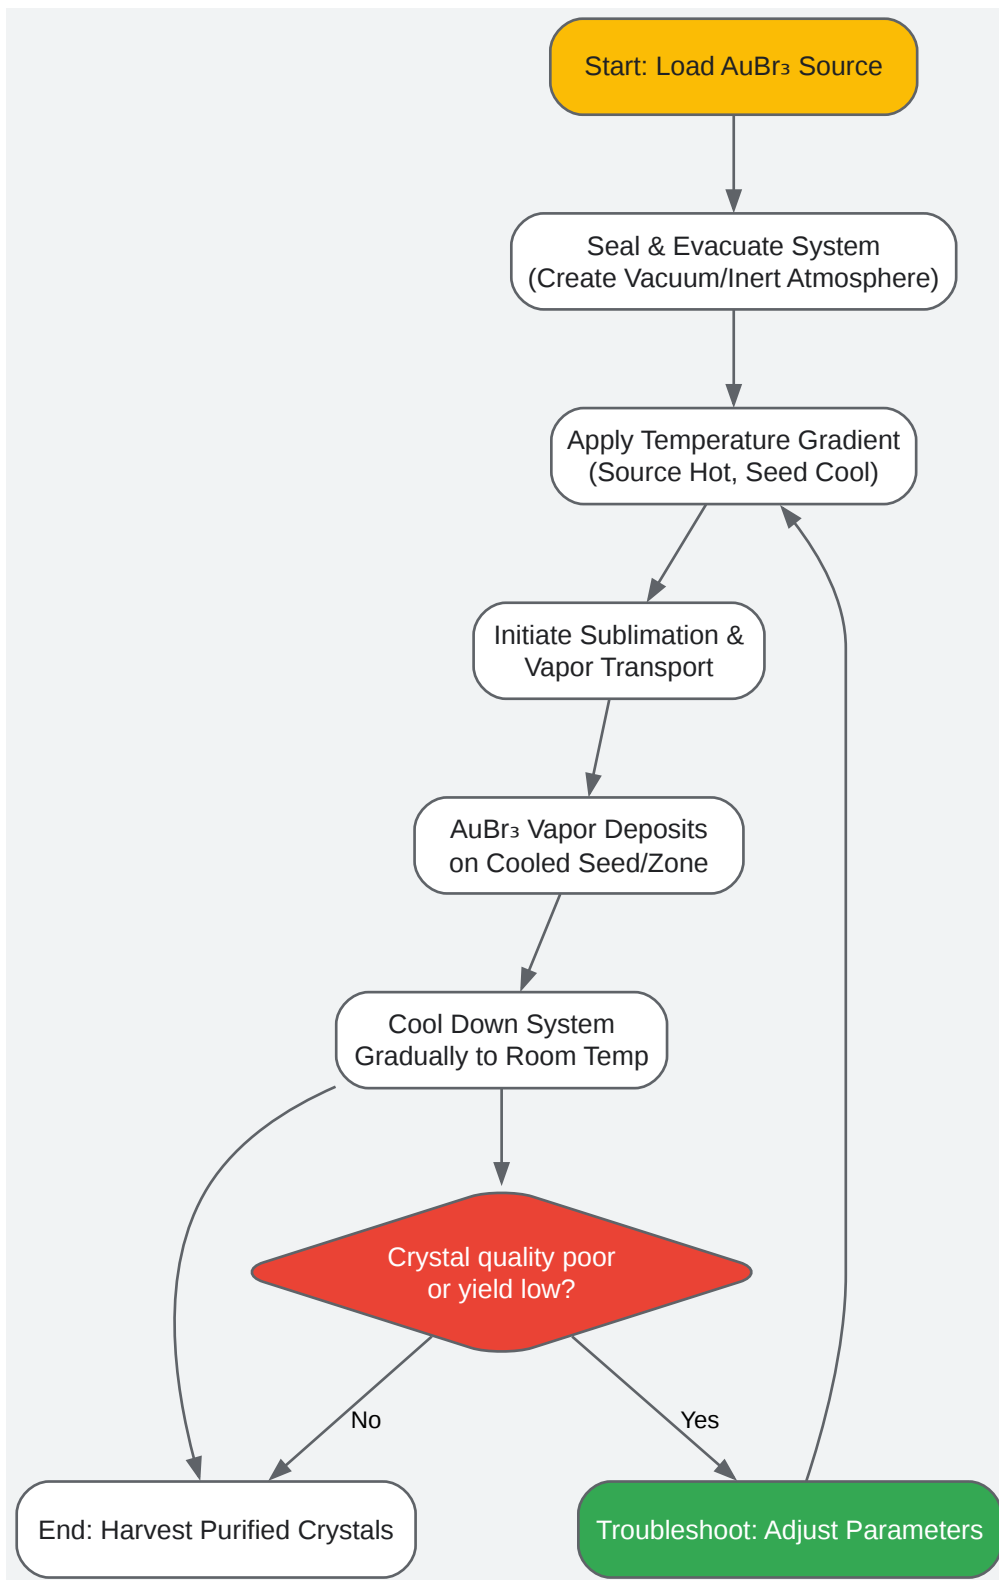 Start: Load AuBr₃ Source
Seal & Evacuate System
(Create Vacuum/Inert Atmosphere)
Apply Temperature Gradient
(Source Hot, Seed Cool)
Initiate Sublimation &
Vapor Transport
AuBr₃ Vapor Deposits
on Cooled Seed/Zone
Cool Down System
Gradually to Room Temp
Crystal quality poor
or yield low?
No
Yes
End: Harvest Purified Crystals
Troubleshoot: Adjust Parameters